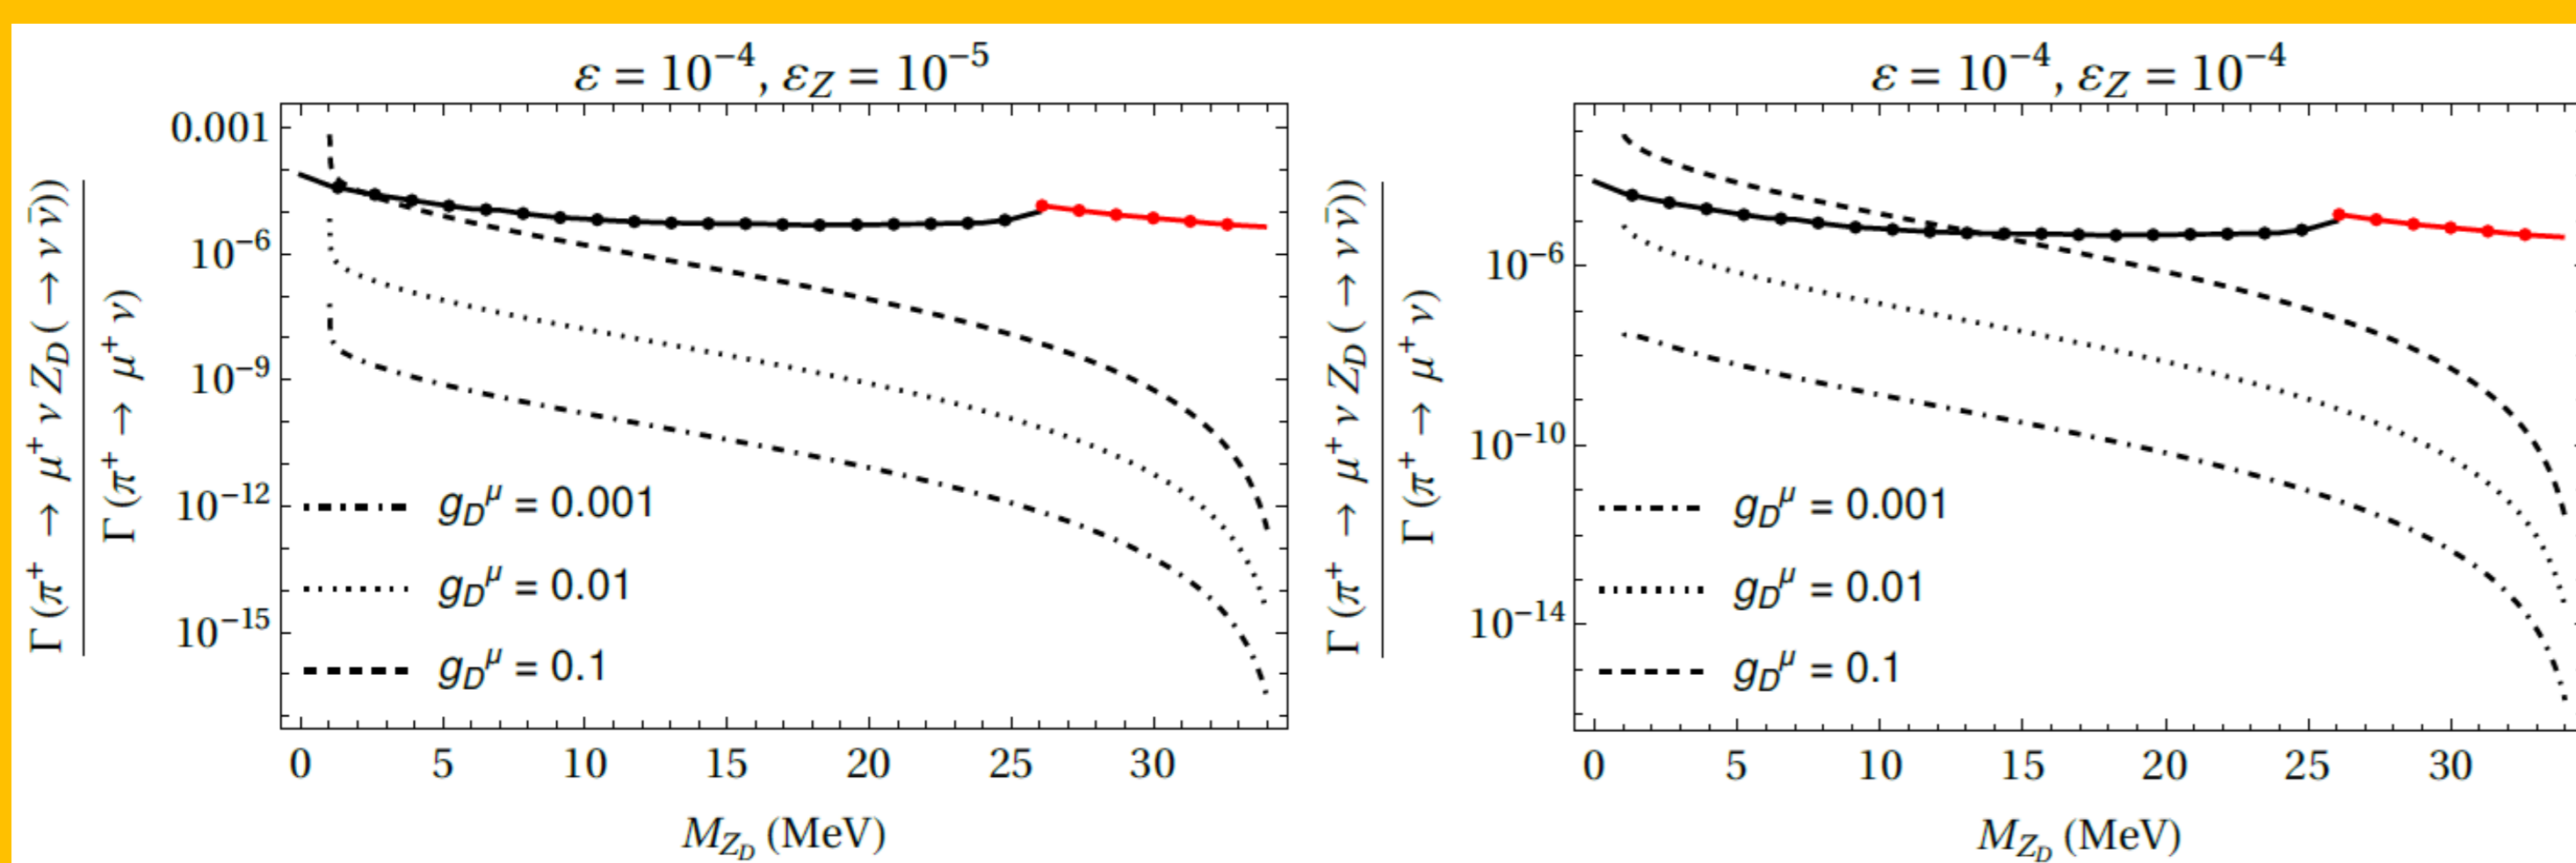 ε = 10⁻⁴, ε_Z = 10⁻⁵
Γ (π⁺ → μ⁺ ν Z_D ( → ν ν̄))
Γ (π⁺ → μ⁺ ν)
0.001
10⁻⁶
10⁻⁹
10⁻¹²
10⁻¹⁵
g_D^μ = 0.001
g_D^μ = 0.01
g_D^μ = 0.1
0 5 10 15 20 25 30
M_{Z_D} (MeV)
ε = 10⁻⁴, ε_Z = 10⁻⁴
Γ (π⁺ → μ⁺ ν Z_D ( → ν ν̄))
Γ (π⁺ → μ⁺ ν)
10⁻⁶
10⁻¹⁰
10⁻¹⁴
g_D^μ = 0.001
g_D^μ = 0.01
g_D^μ = 0.1
0 5 10 15 20 25 30
M_{Z_D} (MeV)